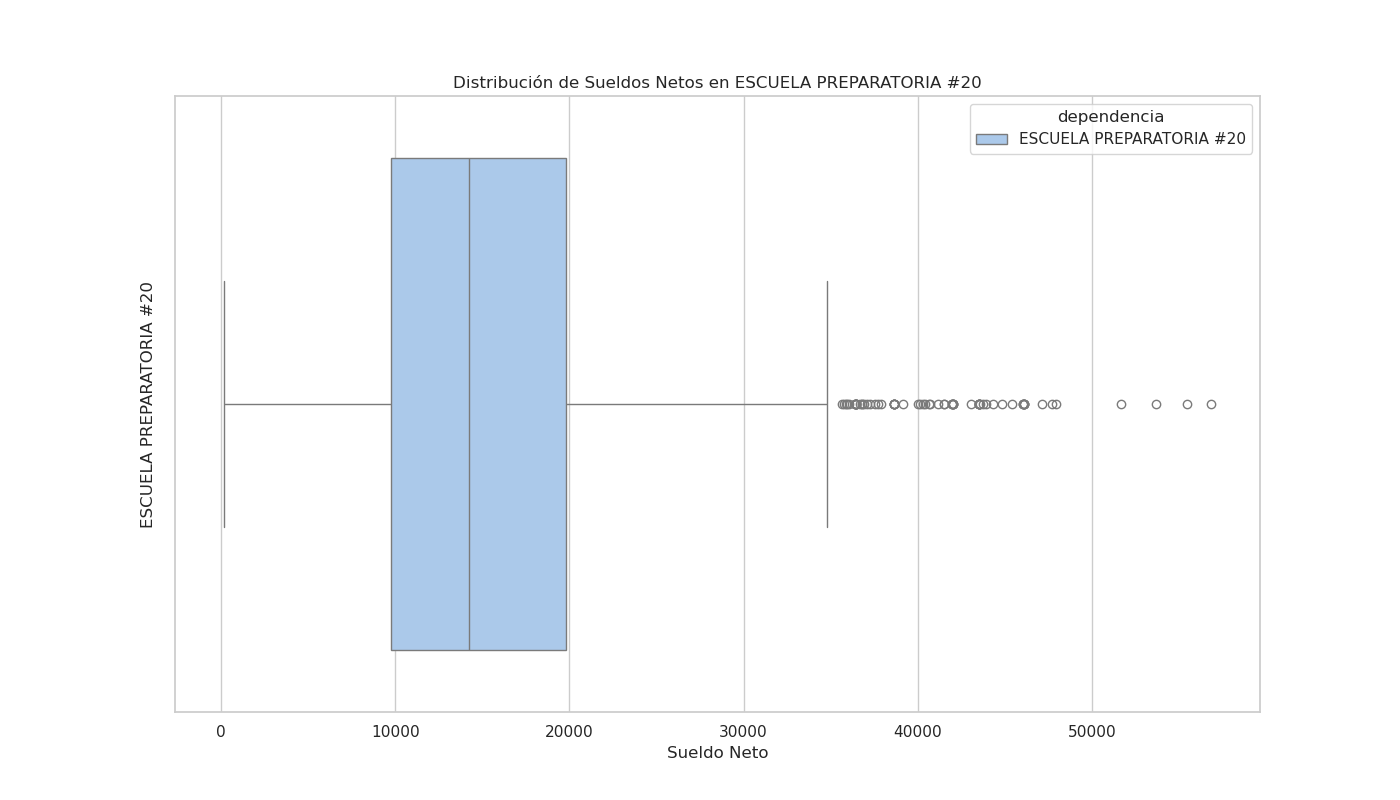 Distribución de Sueldos Netos en ESCUELA PREPARATORIA #20
dependencia
ESCUELA PREPARATORIA #20
ESCUELA PREPARATORIA #20
0 10000 20000 30000 40000 50000
Sueldo Neto